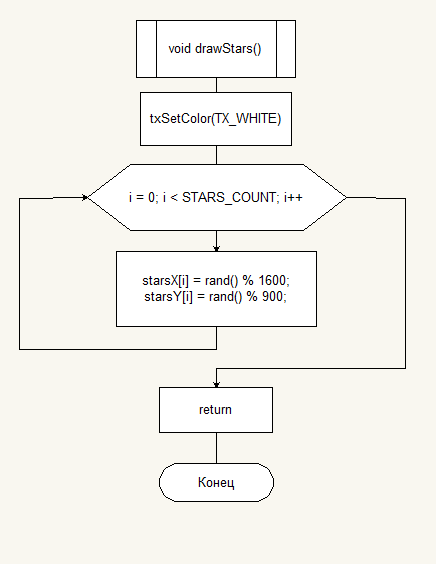 void drawStars()
txSetColor(TX_WHITE)
i = 0; i < STARS_COUNT; i++
starsX[i] = rand() % 1600;
starsY[i] = rand() % 900;
return
Конец